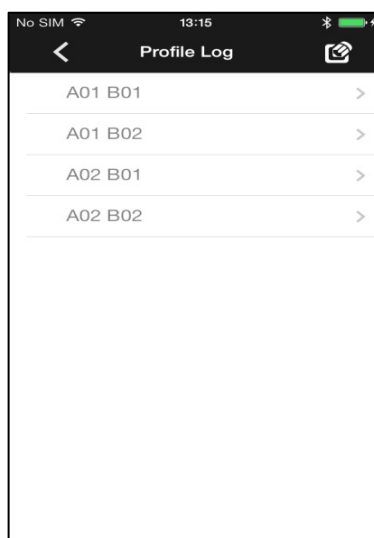 No SIM 13:15
Profile Log
A01 B01
A01 B02
A02 B01
A02 B02